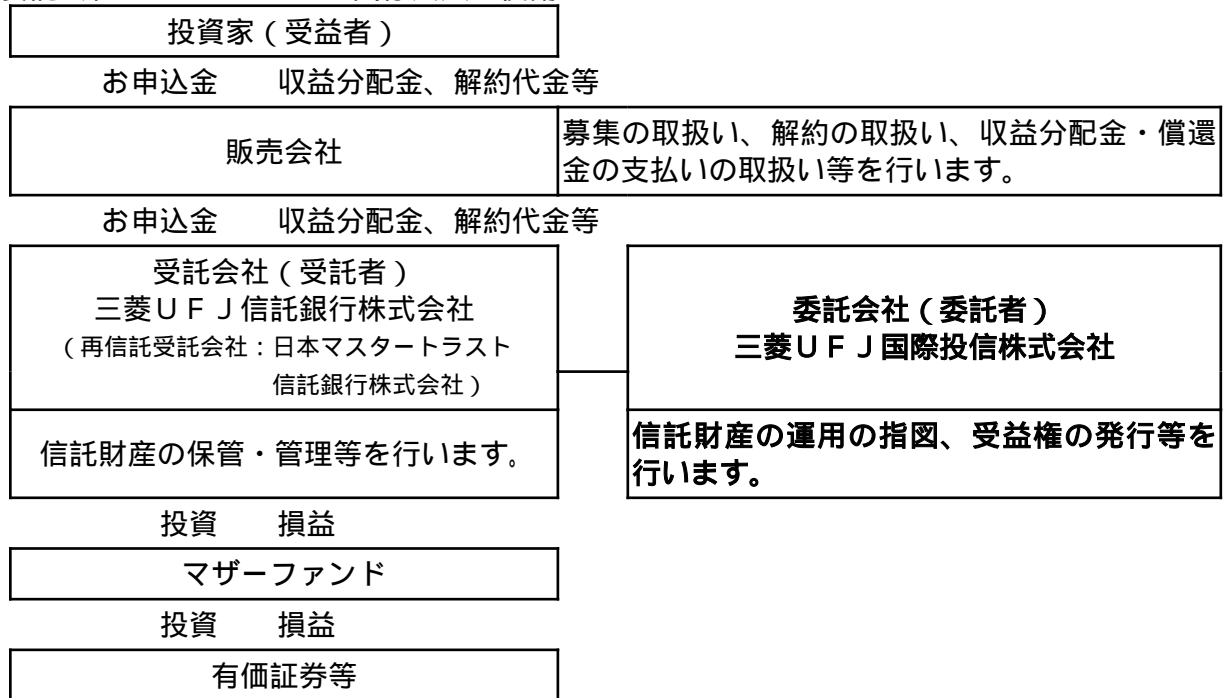 投資家（受益者）
お申込金　　収益分配金、解約代金等
販売会社
募集の取扱い、解約の取扱い、収益分配金・償還
金の支払いの取扱い等を行います。
お申込金　　収益分配金、解約代金等
受託会社（受託者）
三菱ＵＦＪ信託銀行株式会社
（再信託受託会社：日本マスタートラスト
信託銀行株式会社）
信託財産の保管・管理等を行います。
委託会社（委託者）
三菱ＵＦＪ国際投信株式会社
信託財産の運用の指図、受益権の発行等を
行います。
投資　　損益
マザーファンド
投資　　損益
有価証券等